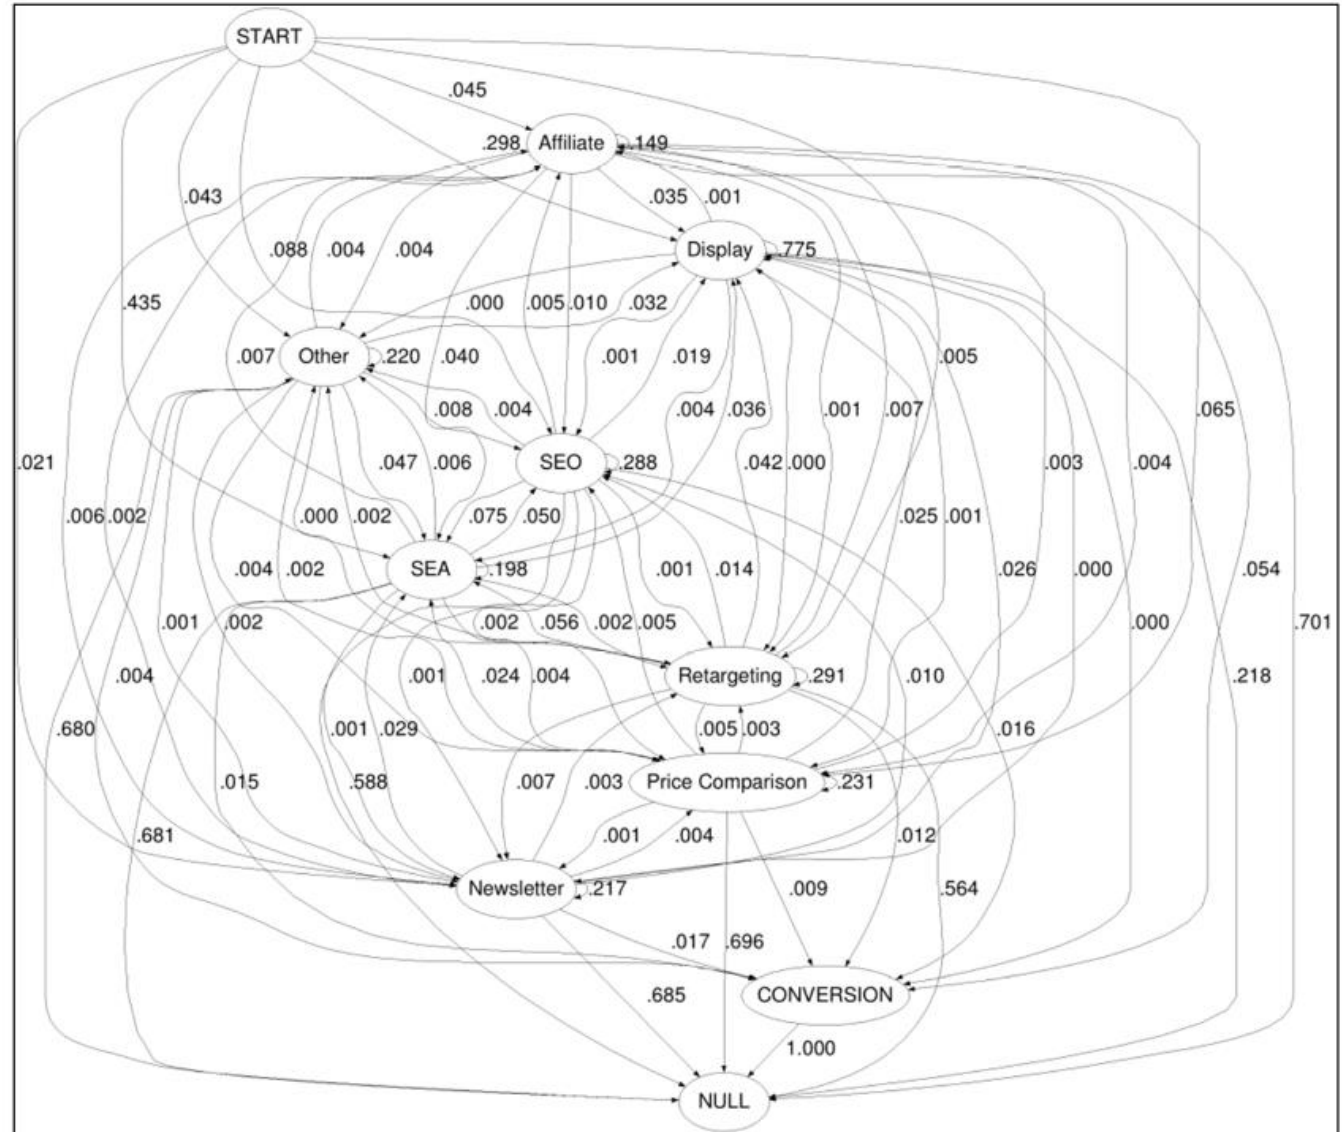 START
.045
.298 Affiliate .149
.043 .035 .001
.088 .004 .004 Display .775
.435 .000 .005 .010 .032
.007 Other .220 .040 .001 .019 .005
.008 .004 .004 .036 .001 .007 .065
.021 .047 .006 SEO .288 .042 .000 .003 .004
.006 .002 .000 .002 .075 .050 .025 .001
.004 .002 SEA .198 .001 .014 .026 .000 .054
.001 .002 .002 .056 .002 .005 .000 .701
.004 .001 .024 .004 Retargeting .291 .010 .218
.680 .001 .029 .005 .003 .016
.015 .588 .007 .003 Price Comparison .231
.681 .001 .004 .012
Newsletter .217 .009 .564
.017 .696
.685 CONVERSION
1.000
NULL